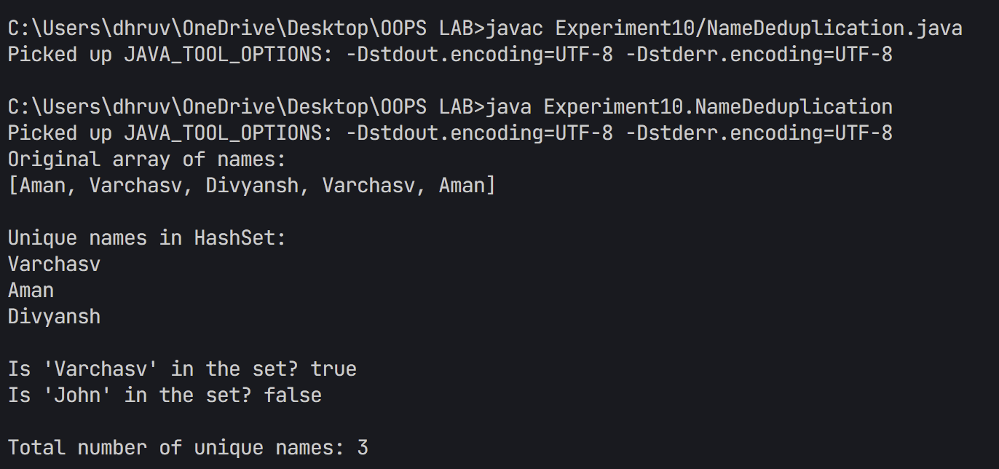 C:\Users\dhruv\OneDrive\Desktop\OOPS LAB>javac Experiment10/NameDeduplication.java
Picked up JAVA_TOOL_OPTIONS: -Dstdout.encoding=UTF-8 -Dstderr.encoding=UTF-8
C:\Users\dhruv\OneDrive\Desktop\OOPS LAB>java Experiment10.NameDeduplication
Picked up JAVA_TOOL_OPTIONS: -Dstdout.encoding=UTF-8 -Dstderr.encoding=UTF-8
Original array of names:
[Aman, Varchasv, Divyansh, Varchasv, Aman]
Unique names in HashSet:
Varchasv
Aman
Divyansh
Is 'Varchasv' in the set? true
Is 'John' in the set? false
Total number of unique names: 3